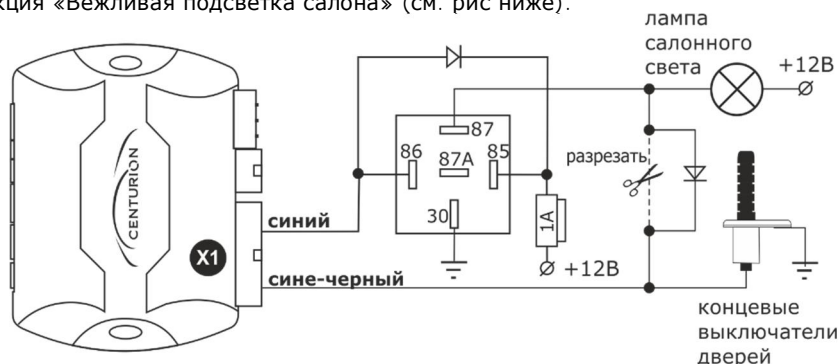 кция «Вежливая подсветка салона» (см. рис ниже).
лампа
салонного
света
+12В
87
86
87А
85
30
разрезать
1А
CENTURION
X1
синий
сине-черный
+12В
концевые
выключатели
дверей